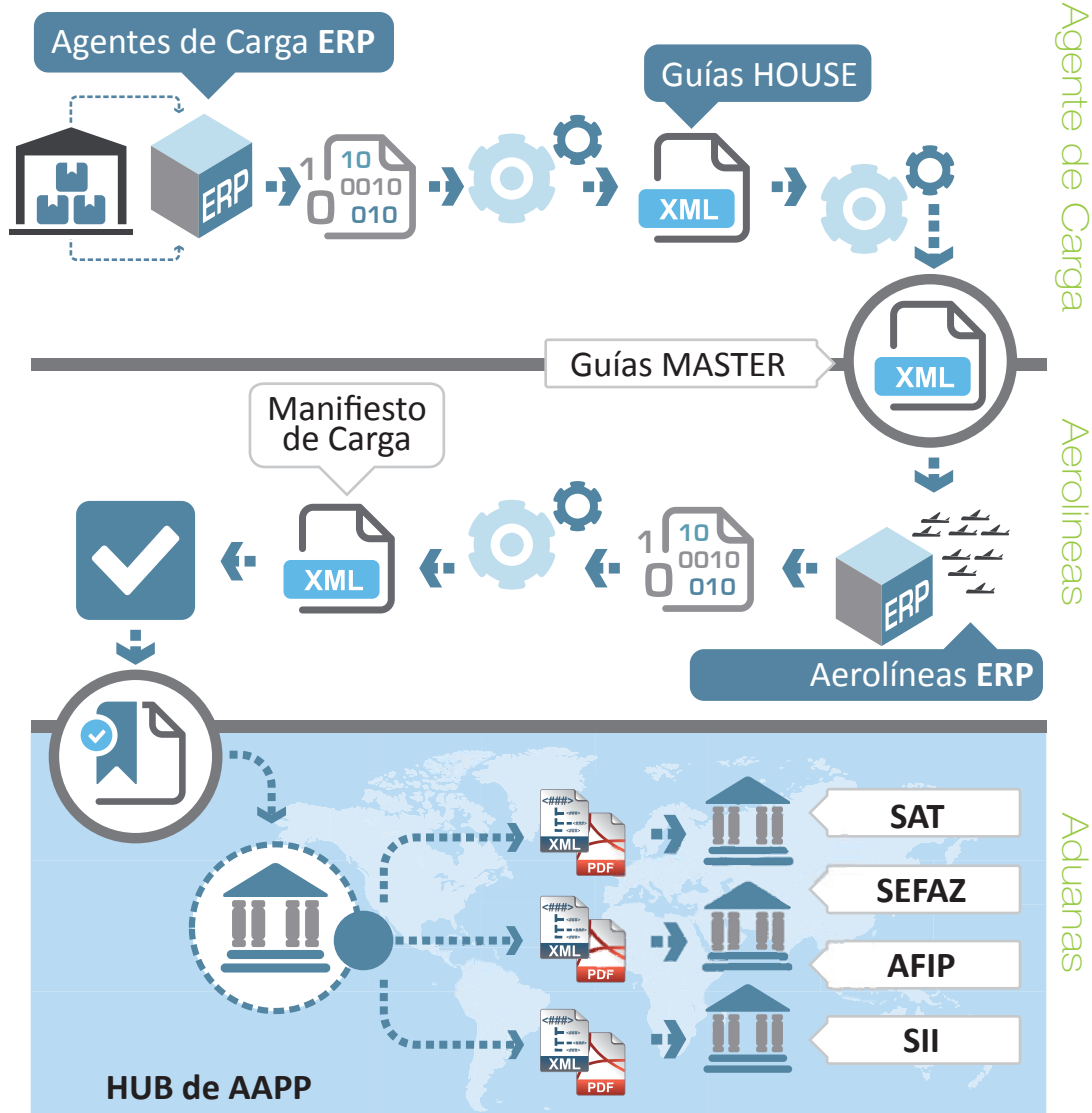 Agentes de Carga ERP
Guías HOUSE
Agente de Carga
ERP
1
0
10
0010
010
XML
Guías MASTER
XML
Manifiesto
de Carga
Aerolíneas
XML
1
0
10
0010
010
ERP
Aerolíneas ERP
Aduanas
<###>
<###>
<###>
<###>
XML
PDF
SAT
SEFAZ
<###>
<###>
<###>
<###>
XML
PDF
AFIP
<###>
<###>
<###>
<###>
XML
PDF
SII
HUB de AAPP